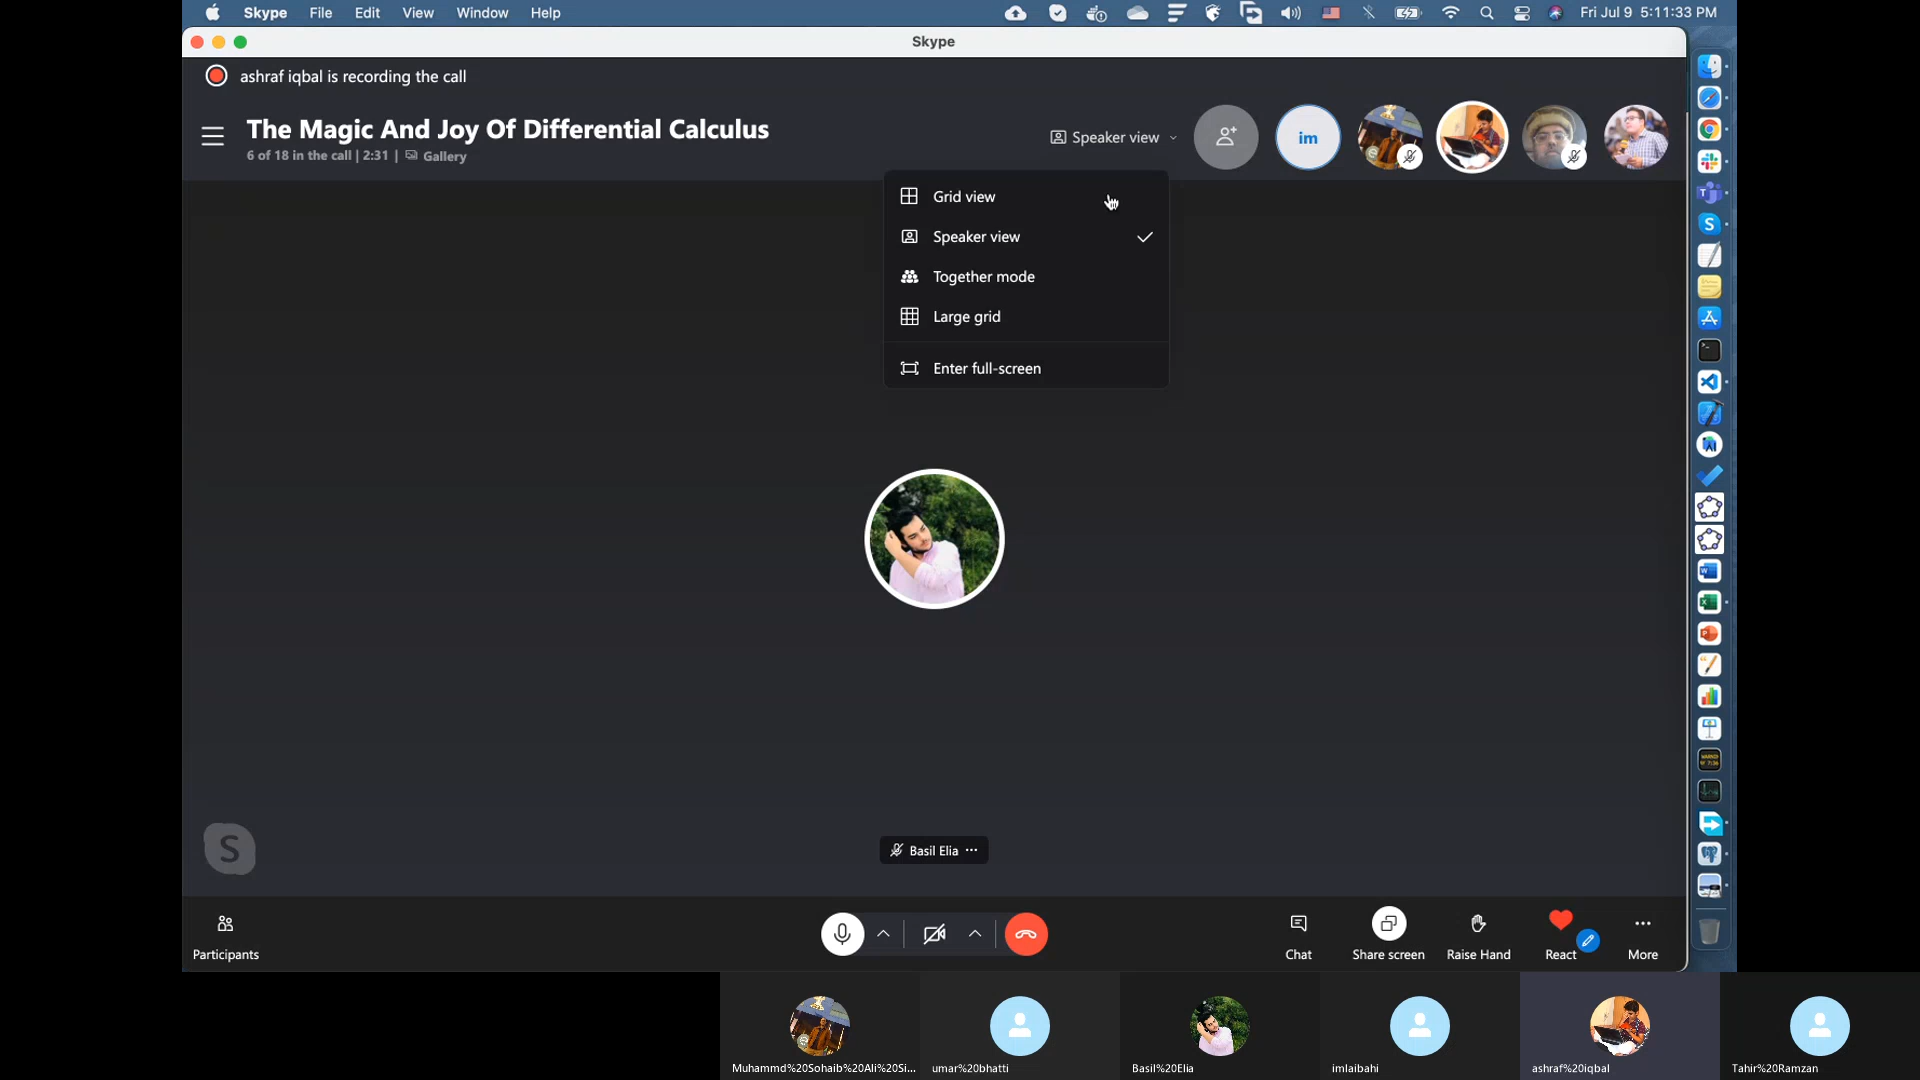 Skype File Edit View Window Help Fri Jul 9 5:11:33 PM
Skype
ashraf iqbal is recording the call
The Magic And Joy Of Differential Calculus
6 of 18 in the call | 2:31 | Gallery
Speaker view
im
Grid view
Speaker view
Together mode
Large grid
Enter full-screen
S
Basil Elia ···
Participants
Chat
Share screen
Raise Hand
React
More
Muhammd%20Sohaib%20Ali%20Si...
umar%20bhatti
Basil%20Elia
imlaibahi
ashraf%20iqbal
Tahir%20Ramzan